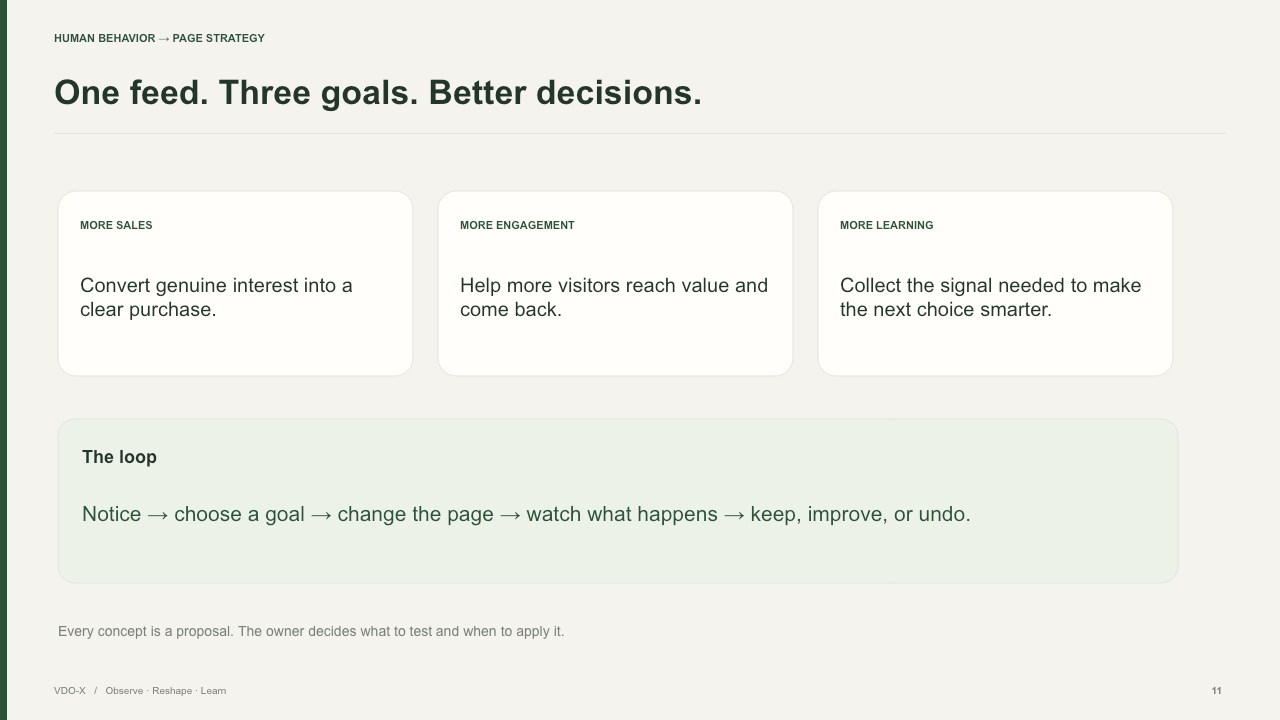 HUMAN BEHAVIOR → PAGE STRATEGY
One feed. Three goals. Better decisions.
MORE SALES
Convert genuine interest into a
clear purchase.
MORE ENGAGEMENT
Help more visitors reach value and
come back.
MORE LEARNING
Collect the signal needed to make
the next choice smarter.
The loop
Notice → choose a goal → change the page → watch what happens → keep, improve, or undo.
Every concept is a proposal. The owner decides what to test and when to apply it.
VDO-X / Observe · Reshape · Learn
11